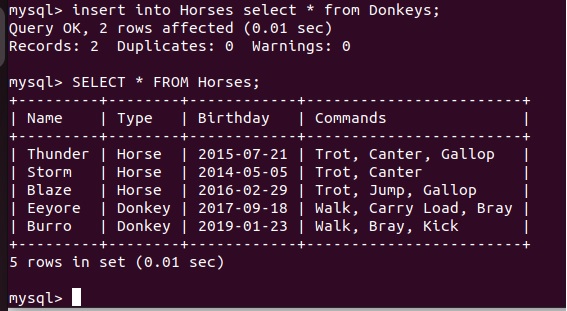 mysql> insert into Horses select * from Donkeys;
Query OK, 2 rows affected (0.01 sec)
Records: 2  Duplicates: 0  Warnings: 0

mysql> SELECT * FROM Horses;
+---------+--------+------------+------------------------+
| Name    | Type   | Birthday   | Commands               |
+---------+--------+------------+------------------------+
| Thunder | Horse  | 2015-07-21 | Trot, Canter, Gallop   |
| Storm   | Horse  | 2014-05-05 | Trot, Canter           |
| Blaze   | Horse  | 2016-02-29 | Trot, Jump, Gallop     |
| Eeyore  | Donkey | 2017-09-18 | Walk, Carry Load, Bray |
| Burro   | Donkey | 2019-01-23 | Walk, Bray, Kick       |
+---------+--------+------------+------------------------+
5 rows in set (0.01 sec)

mysql>